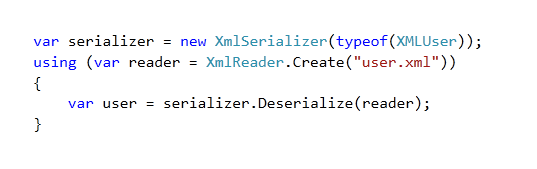 var serializer = new XmlSerializer(typeof(XMLUser));
using (var reader = XmlReader.Create("user.xml"))
{
    var user = serializer.Deserialize(reader);
}